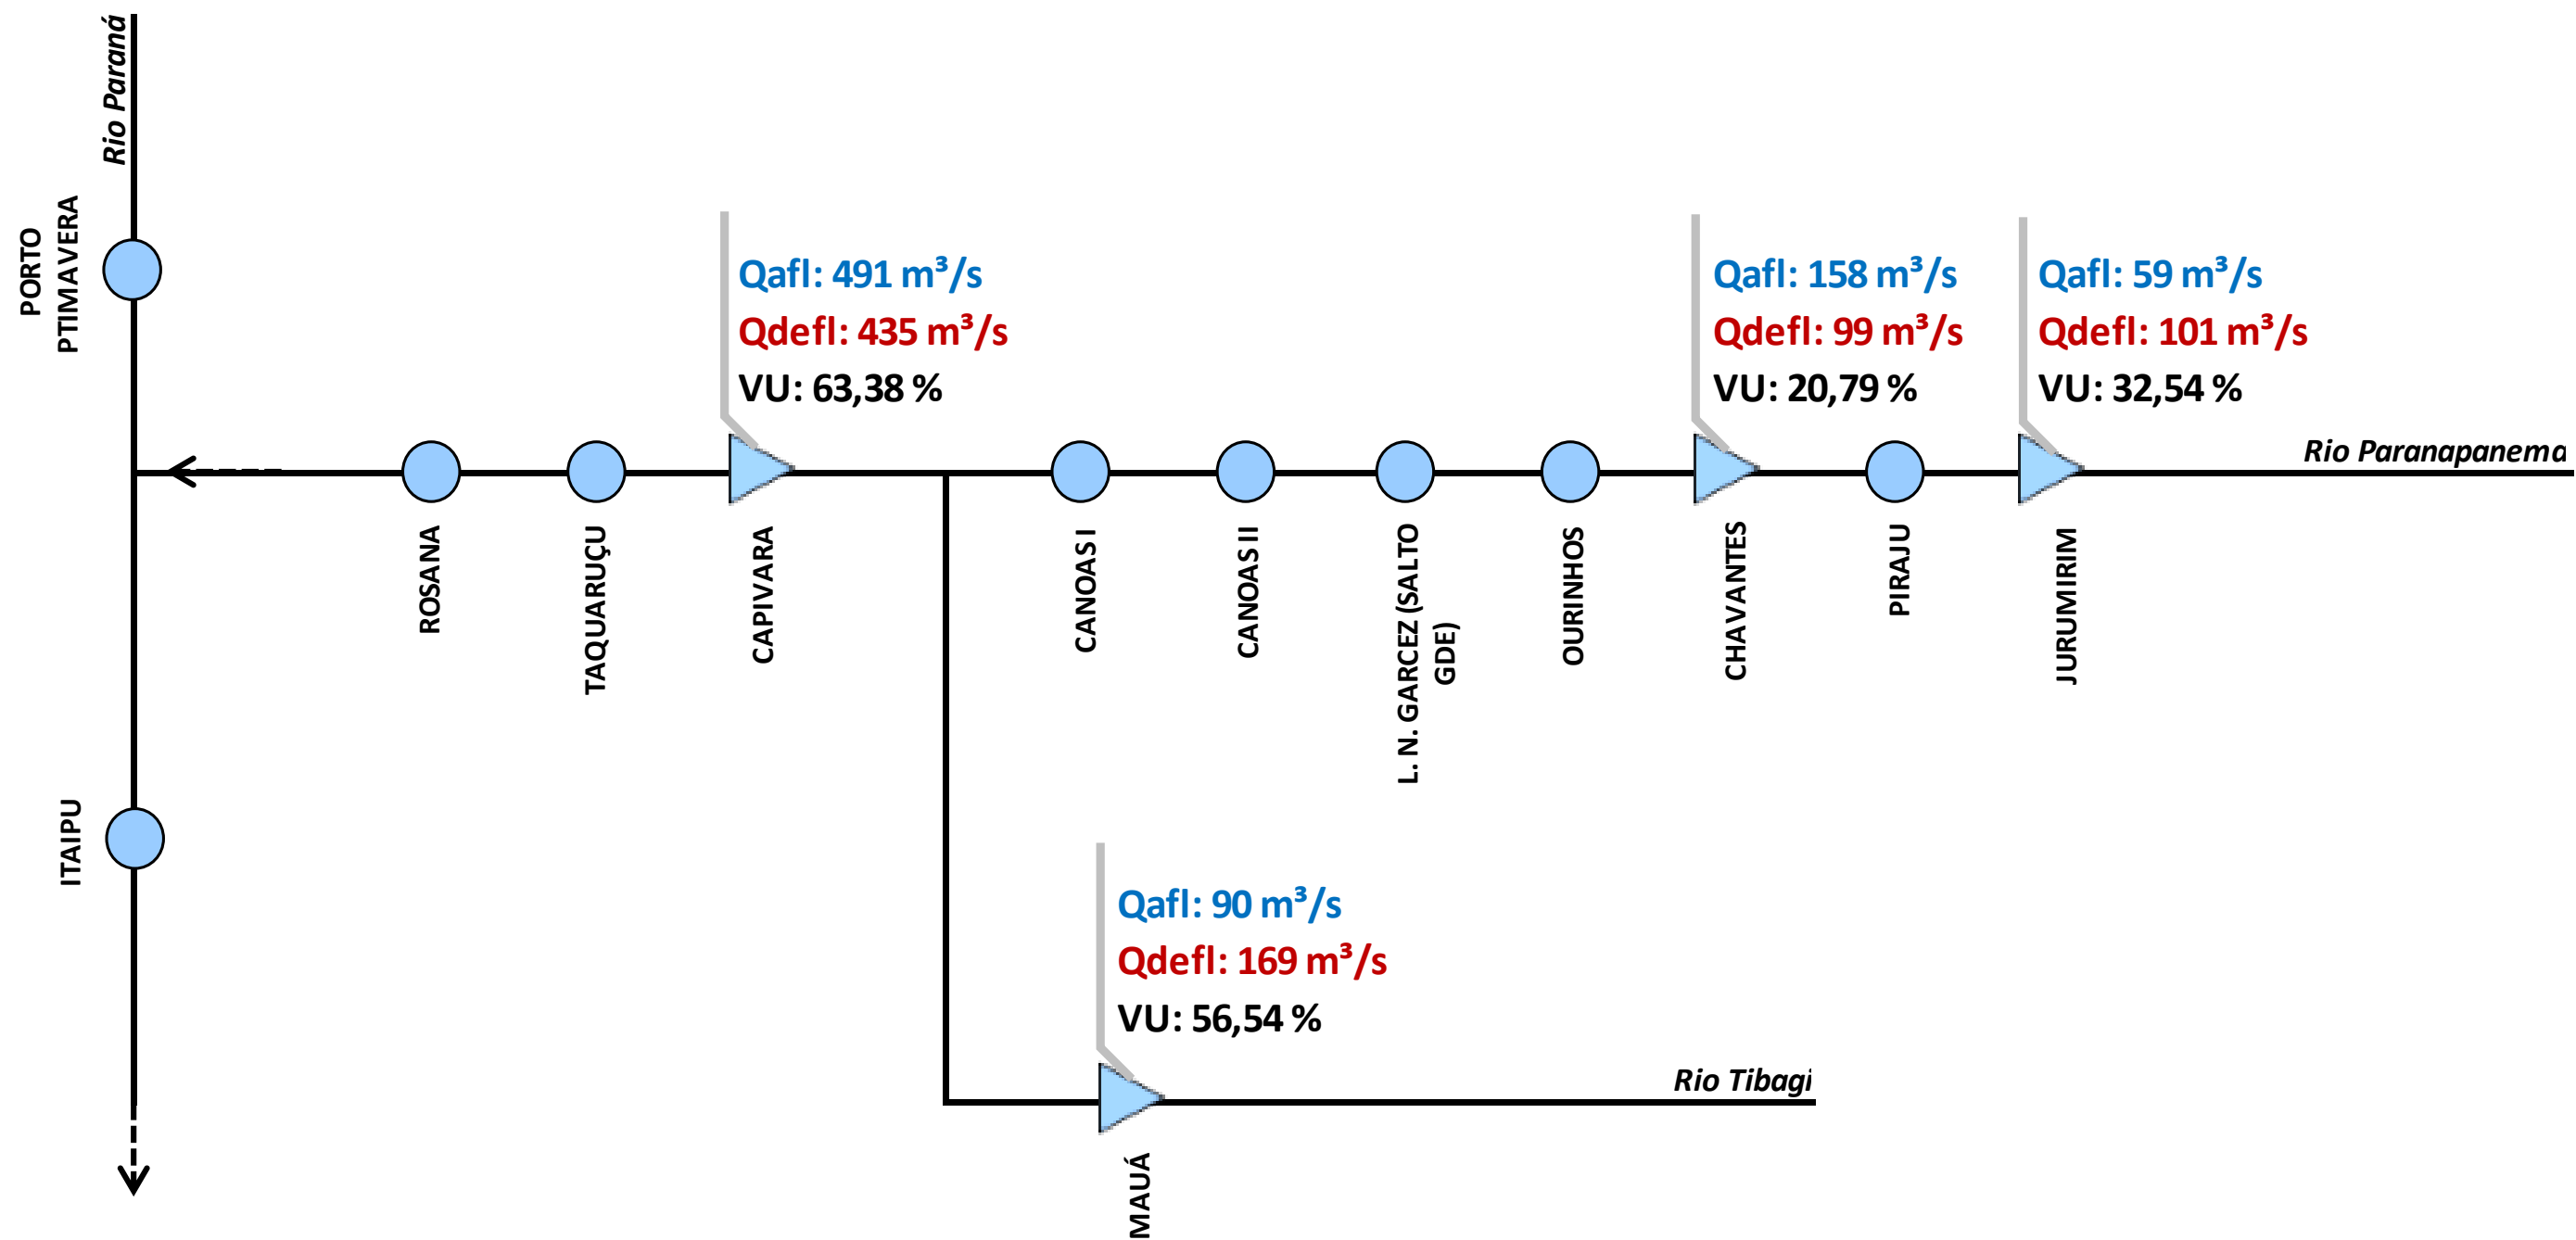 Rio Paraná
PORTO
PTIMAVERA
Qafl: 491 m³/s
Qdefl: 435 m³/s
VU: 63,38 %
Qafl: 158 m³/s
Qdefl: 99 m³/s
VU: 20,79 %
Qafl: 59 m³/s
Qdefl: 101 m³/s
VU: 32,54 %
Rio Paranapanema
ROSANA
TAQUARUÇU
CAPIVARA
CANOAS I
CANOAS II
L. N. GARCEZ (SALTO
GDE)
OURINHOS
CHAVANTES
PIRAJU
JURUMIRIM
ITAIPU
Qafl: 90 m³/s
Qdefl: 169 m³/s
VU: 56,54 %
Rio Tibagi
MAUÁ